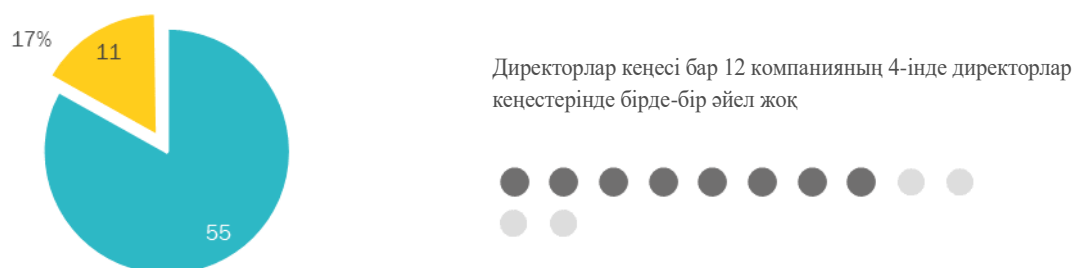 17%
11
55
Директорлар кеңесі бар 12 компанияның 4-інде директорлар
кеңестерінде бірде-бір әйел жоқ